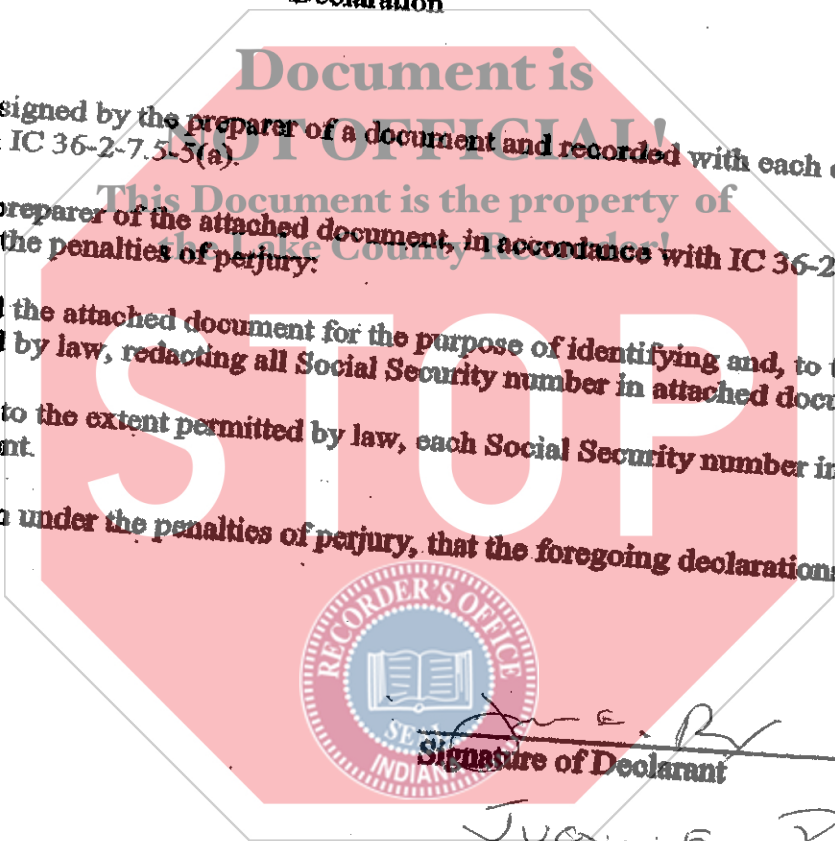 Declaration
Document is
signed by the preparer of a document and recorded with each
NOT OFFICIAL!
IC 36-2-7.5-5(a).
This Document is the property of
preparer of the attached document, in accordance with IC 36-2
the Lake County Recorder!
the penalties of perjury:
the attached document for the purpose of identifying and, to
by law, redacting all Social Security number in attached docu
STOP
to the extent permitted by law, each Social Security number in
nt.
under the penalties of perjury, that the foregoing declarations
RECORDER'S OFFICE
SEAL
INDIANA
Signature of Declarant